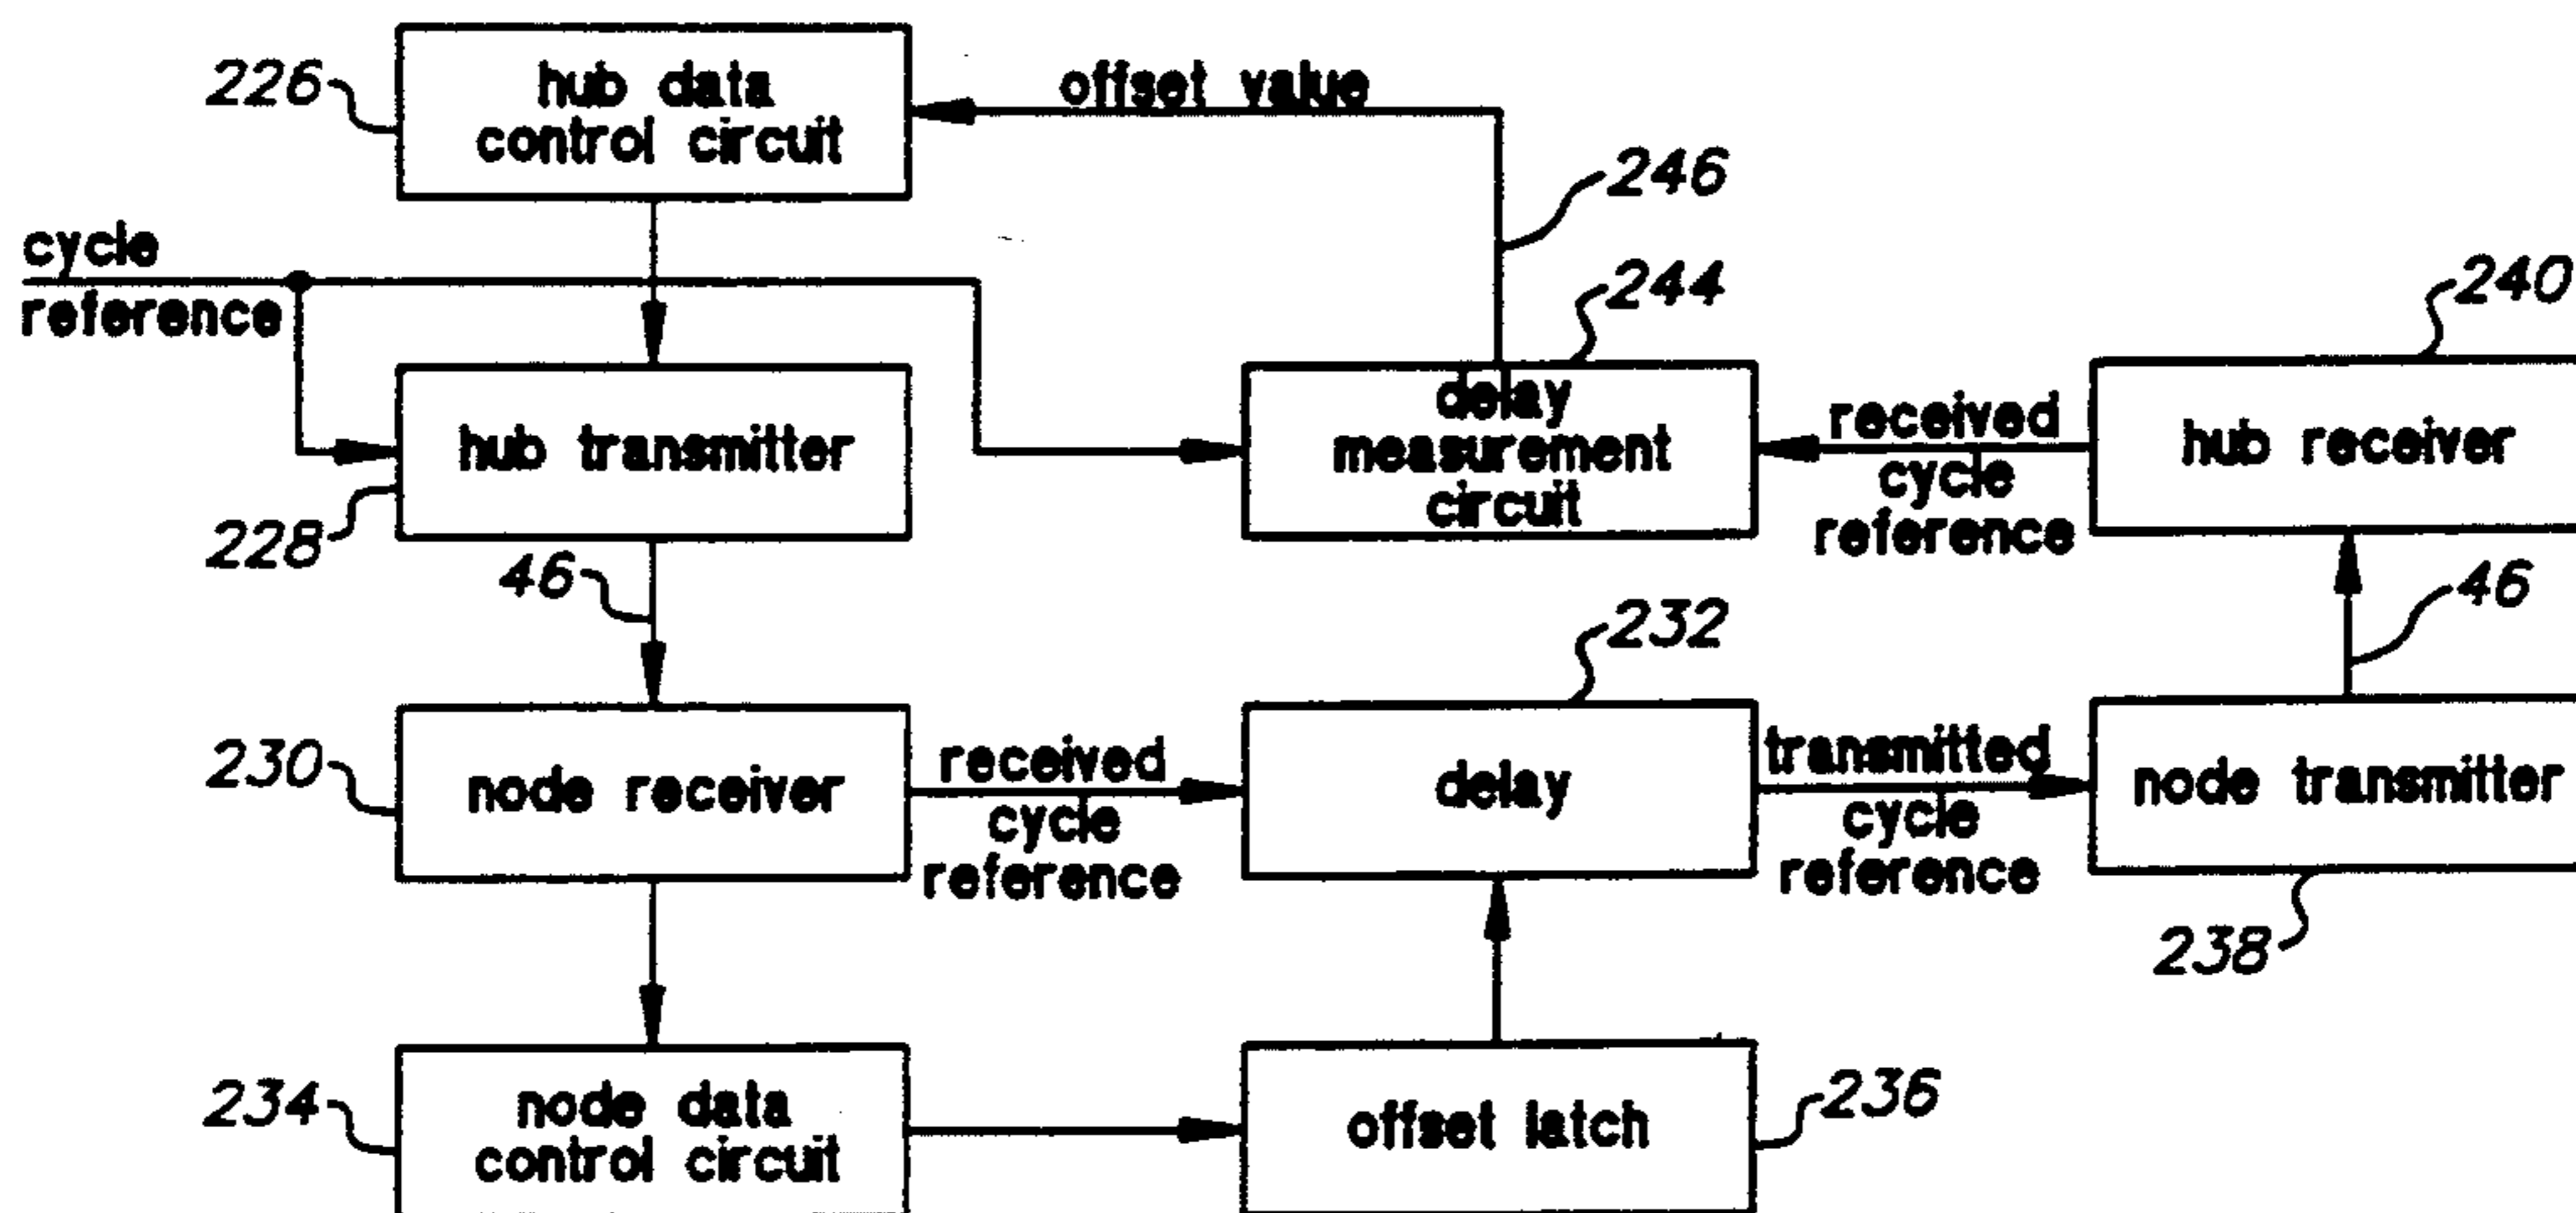 226
hub data
control circuit
offset value
246
cycle
reference
244
240
hub transmitter
228
delay
measurement
circuit
received
cycle
reference
hub receiver
46
46
232
230
node receiver
received
cycle
reference
delay
transmitted
cycle
reference
node transmitter
238
234
node data
control circuit
offset latch
236